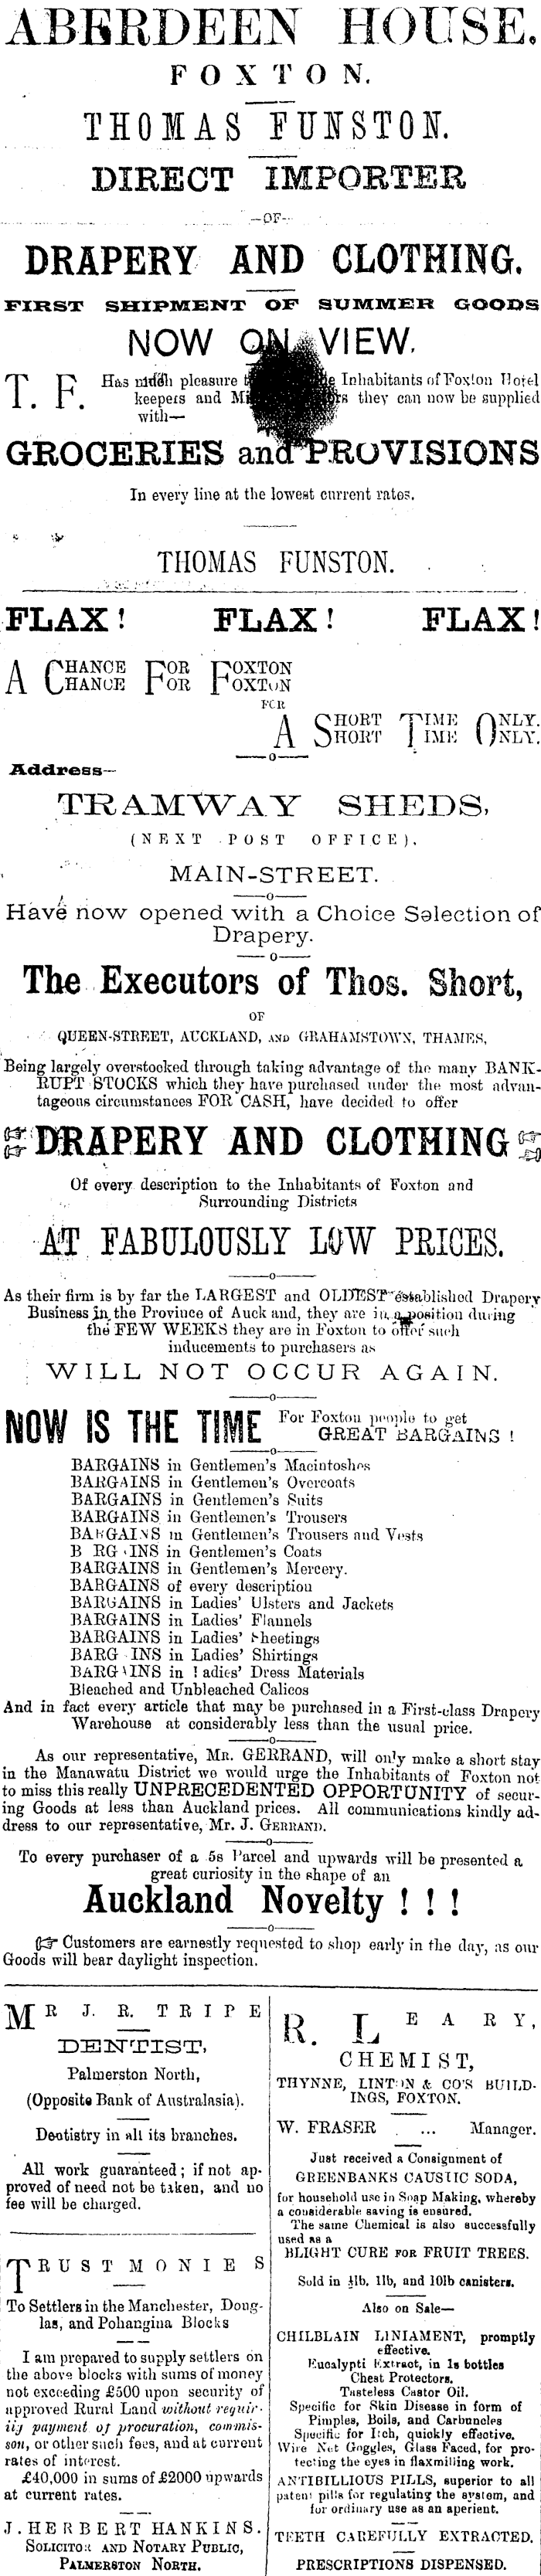 ABERDEEN HOUSE.
FOXTON.
THOMAS FUNSTON.
DIRECT IMPORTER
—OF—
DRAPERY AND CLOTHING.
FIRST SHIPMENT OF SUMMER GOODS
NOW ON VIEW.
T. F. Has much pleasure Inhabitants of Foxton Hotel
keepers and they can now be supplied
with—
GROCERIES and PROVISIONS
In every line at the lowest current rates.
THOMAS FUNSTON.
FLAX! FLAX! FLAX!
A CHANCE FOR FOXTON
CHANCE FOR FOXTON
FOR
A SHORT TIME ONLY.
SHORT TIME ONLY.
—o—
Address—
TRAMWAY SHEDS,
(NEXT POST OFFICE).
MAIN-STREET.
—o—
Have now opened with a Choice Selection of
Drapery.
—o—
The Executors of Thos. Short,
OF
QUEEN-STREET, AUCKLAND, AND GRAHAMSTOWN, THAMES,
Being largely overstocked through taking advantage of the many BANK-
RUPT STOCKS which they have purchased under the most advan-
tageous circumstances FOR CASH, have decided to offer
DRAPERY AND CLOTHING
Of every description to the Inhabitants of Foxton and
Surrounding Districts
AT FABULOUSLY LOW PRICES.
—o—
As their firm is by far the LARGEST and OLDEST established Drapery
Business in the Province of Auck and, they are in a position during
the FEW WEEKS they are in Foxton to offer such
inducements to purchasers as
WILL NOT OCCUR AGAIN.
—o—
NOW IS THE TIME For Foxton people to get
GREAT BARGAINS !
—o—
BARGAINS in Gentlemen's Macintoshes
BARGAINS in Gentlemen's Overcoats
BARGAINS in Gentlemen's Suits
BARGAINS in Gentlemen's Trousers
BARGAINS in Gentlemen's Trousers and Vests
B RG INS in Gentlemen's Coats
BARGAINS in Gentlemen's Mercery.
BARGAINS of every description
BARGAINS in Ladies' Ulsters and Jackets
BARGAINS in Ladies' Flannels
BARGAINS in Ladies' Sheetings
BARG INS in Ladies' Shirtings
BARGAINS in Ladies' Dress Materials
Bleached and Unbleached Calicos
And in fact every article that may be purchased in a First-class Drapery
Warehouse at considerably less than the usual price.
—o—
As our representative, MR. GERRAND, will only make a short stay
in the Manawatu District we would urge the Inhabitants of Foxton not
to miss this really UNPRECEDENTED OPPORTUNITY of secur-
ing Goods at less than Auckland prices. All communications kindly ad-
dress to our representative, Mr. J. GERRAND.
—o—
To every purchaser of a 5s Parcel and upwards will be presented a
great curiosity in the shape of an
Auckland Novelty ! ! !
—o—
☞ Customers are earnestly requested to shop early in the day, as our
Goods will bear daylight inspection.
MR J. R. TRIPE
DENTIST,
Palmerston North,
(Opposite Bank of Australasia).
Dentistry in all its branches.
All work guaranteed; if not ap-
proved of need not be taken, and no
fee will be charged.
TRUST MONIES
To Settlers in the Manchester, Doug-
las, and Pohangina Blocks
I am prepared to supply settlers on
the above blocks with sums of money
not exceeding £500 upon security of
approved Rural Land without requir-
iig payment of procuration, commis-
son, or other such fees, and at current
rates of interest.
£40,000 in sums of £2000 upwards
at current rates.
J. HERBERT HANKINS.
SOLICITOR AND NOTARY PUBLIC,
PALMERSTON NORTH.
R. LEARY,
CHEMIST,
THYNNE, LINTON & CO'S BUILD-
INGS, FOXTON.
W. FRASER ... Manager.
Just received a Consignment of
GREENBANKS CAUSTIC SODA,
for household use in Soap Making, whereby
a considerable saving is ensured.
The same Chemical is also successfully
used as a
BLIGHT CURE FOR FRUIT TREES.
Sold in ½lb, 1lb, and 10lb canisters.
Also on Sale—
CHILBLAIN LINIAMENT, promptly
effective.
Eucalypti Extract, in 1s bottles
Chest Protectors.
Tasteless Castor Oil.
Specific for Skin Disease in form of
Pimples, Boils, and Carbuncles
Specific for Itch, quickly effective.
Wire Net Goggles, Glass Faced, for pro-
tecting the eyes in flaxmilling work.
ANTIBILLIOUS PILLS, superior to all
patent pills for regulating the system, and
for ordinary use as an aperient.
TEETH CAREFULLY EXTRACTED.
PRESCRIPTIONS DISPENSED.